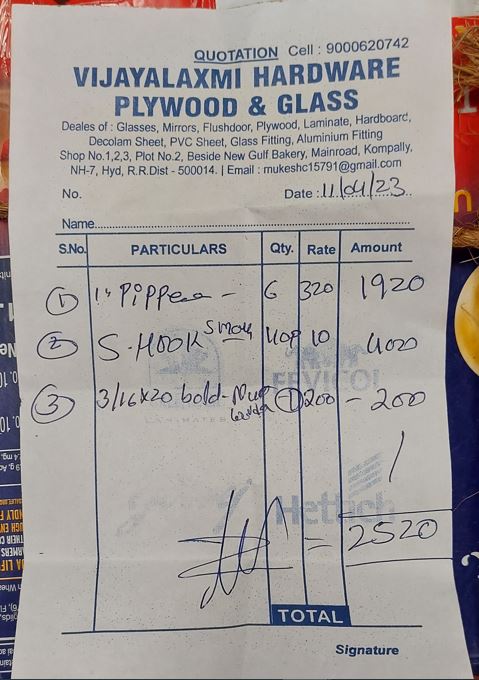 QUOTATION Cell : 9000620742
VIJAYALAXMI HARDWARE
PLYWOOD & GLASS
Deales of : Glasses, Mirrors, Flushdoor, Plywood, Laminate, Hardboard,
Decolam Sheet, PVC Sheet, Glass Fitting, Aluminium Fitting
Shop No.1,2,3, Plot No.2, Beside New Gulf Bakery, Mainroad, Kompally,
NH-7, Hyd, R.R.Dist - 500014. | Email : mukeshc15791@gmail.com
No. Date : 11/04/23
Name
S.No. PARTICULARS Qty. Rate Amount
1 1" - 6 320 1920
2 S-HOOK small 10 400
3 3/16x20 bold-Nut 1 200 - 200
FEVICOL
LAMINATES
Hettich
= 2520
TOTAL
Signature